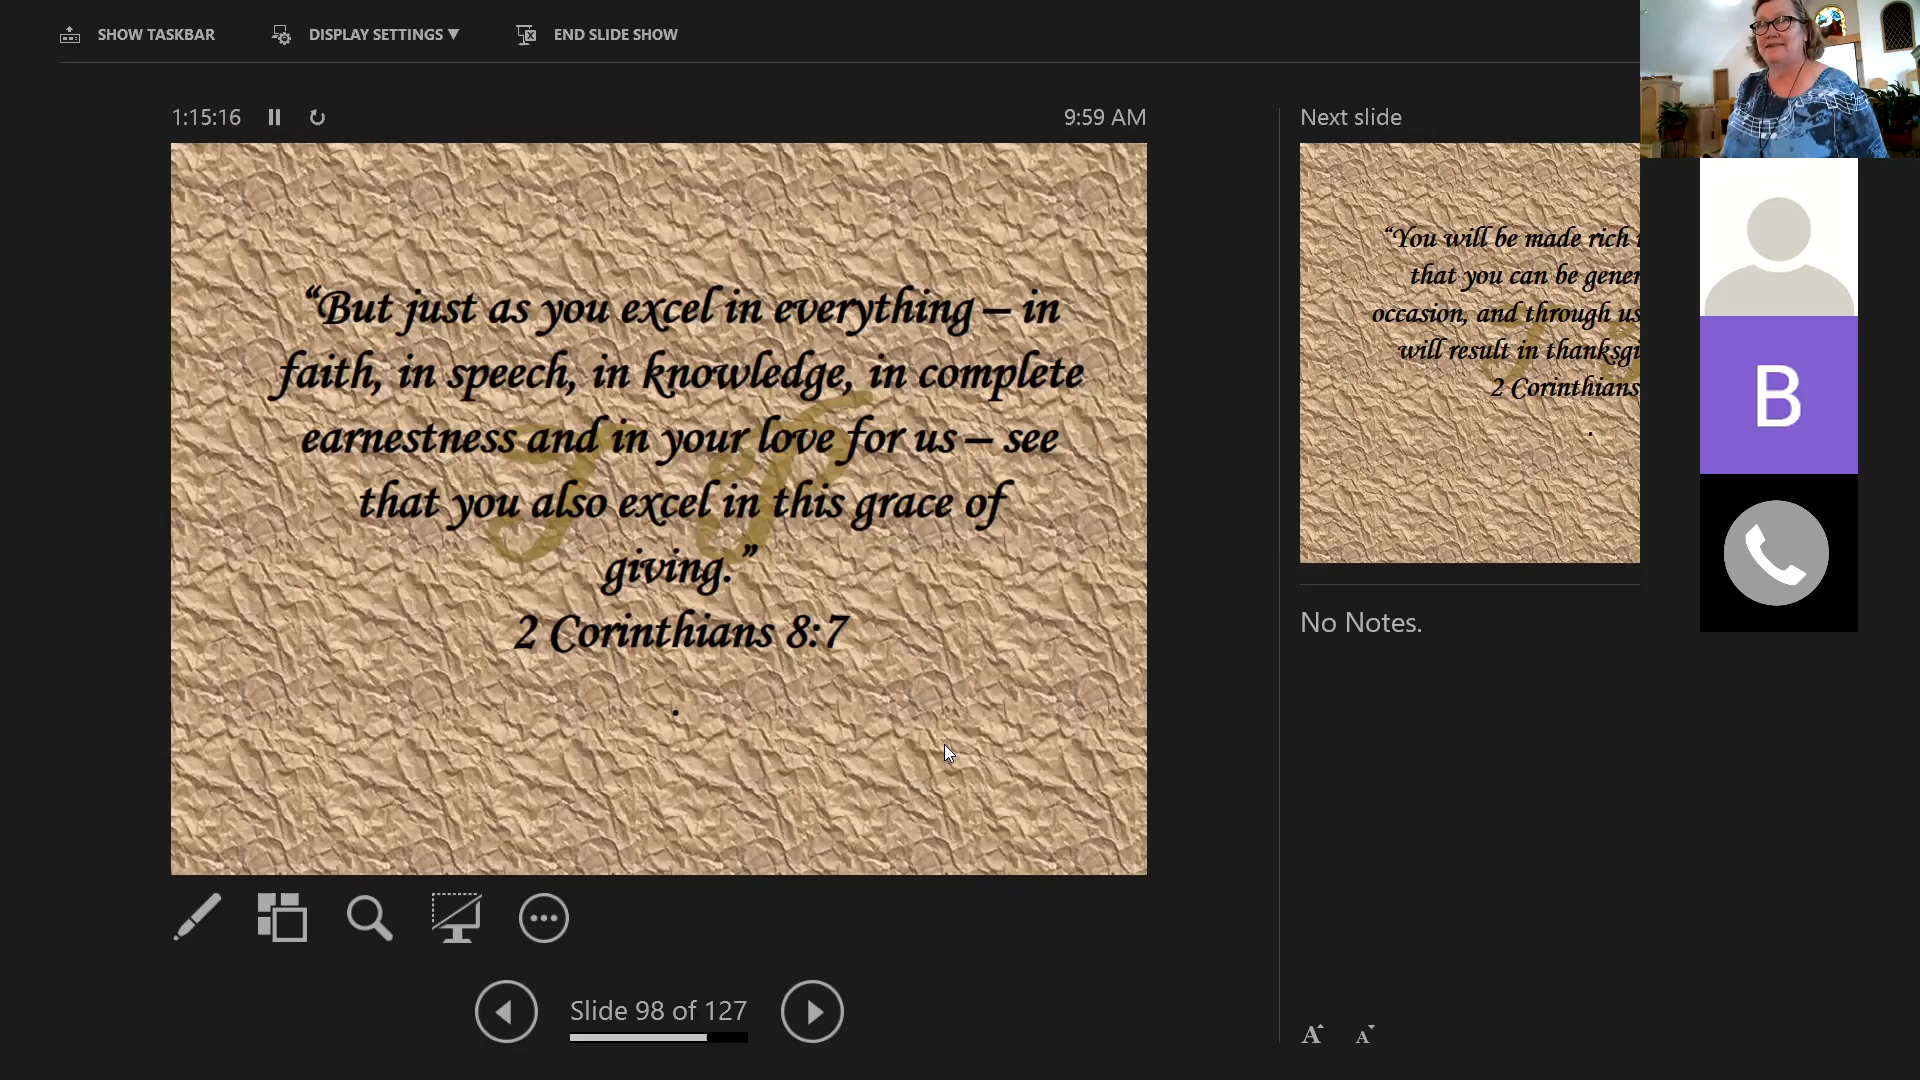 SHOW TASKBAR
DISPLAY SETTINGS ▼
END SLIDE SHOW
1:15:16
9:59 AM
“But just as you excel in everything – in
faith, in speech, in knowledge, in complete
earnestness and in your love for us – see
that you also excel in this grace of
giving.”
2 Corinthians 8:7
.
Next slide
“You will be made rich
that you can be
occasion, and through us
will result in
2 Corinthians
.
No Notes.
B
Slide 98 of 127
A A